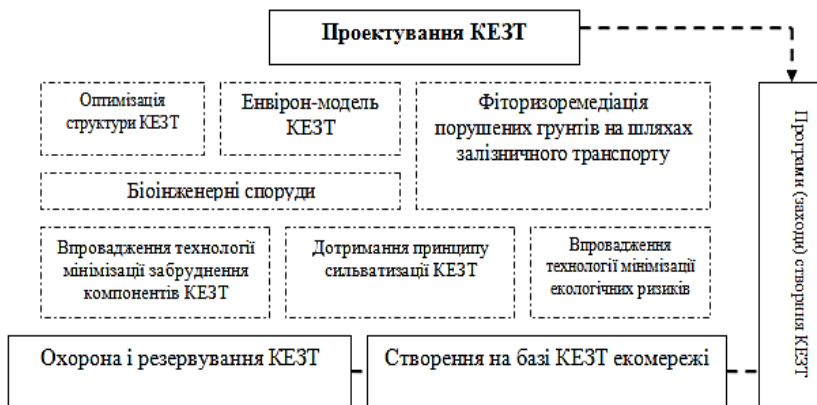 Проектування КЕЗТ
Оптимізація
структури КЕЗТ
Енвірон-модель
КЕЗТ
Фіторизоремедіація
порушених грунтів на шляхах
залізничного транспорту
Біоінженерні споруди
Впровадження технології
мінімізації забруднення
компонентів КЕЗТ
Дотримання принципу
сильватизації КЕЗТ
Впровадження
технології мінімізації
екологічних ризиків
Охорона і резервування КЕЗТ
Створення на базі КЕЗТ екомережі
Програми (заходи) створення КЕЗТ